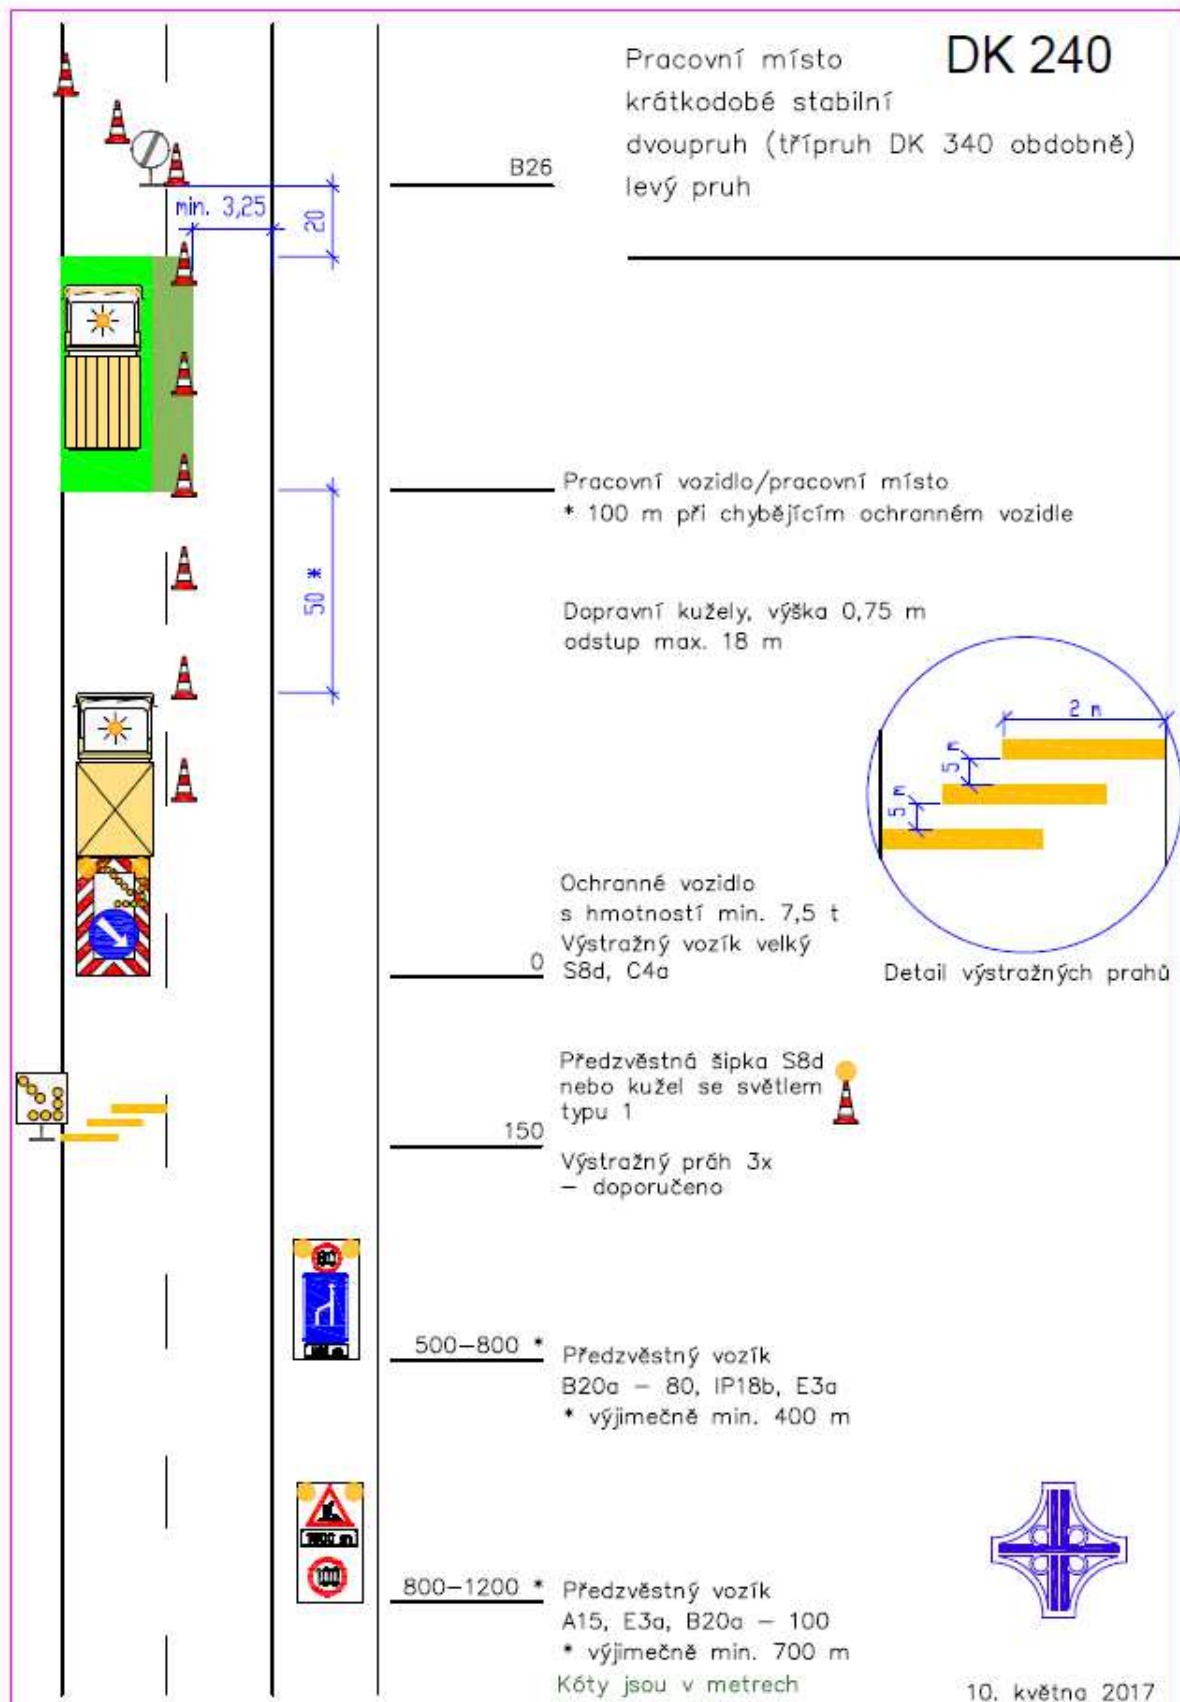 Pracovní místo
DK 240
krátkodobé stabilní
dvoupruh (třípruh DK 340 obdobně)
levý pruh
B26
min. 3,25
20
Pracovní vozidlo/pracovní místo
* 100 m při chybějícím ochranném vozidle
50 *
Dopravní kužely, výška 0,75 m
odstup max. 18 m
2 m
5 m
5 m
Detail výstražných prahů
Ochranné vozidlo
s hmotností min. 7,5 t
Výstražný vozík velký
0
S8d, C4a
Předzvěstná šipka S8d
nebo kužel se světlem
typu 1
150
Výstražný práh 3x
– doporučeno
80
500–800 *
Předzvěstný vozík
B20a – 80, IP18b, E3a
* výjimečně min. 400 m
100
800–1200 *
Předzvěstný vozík
A15, E3a, B20a – 100
* výjimečně min. 700 m
Kóty jsou v metrech
10. května 2017